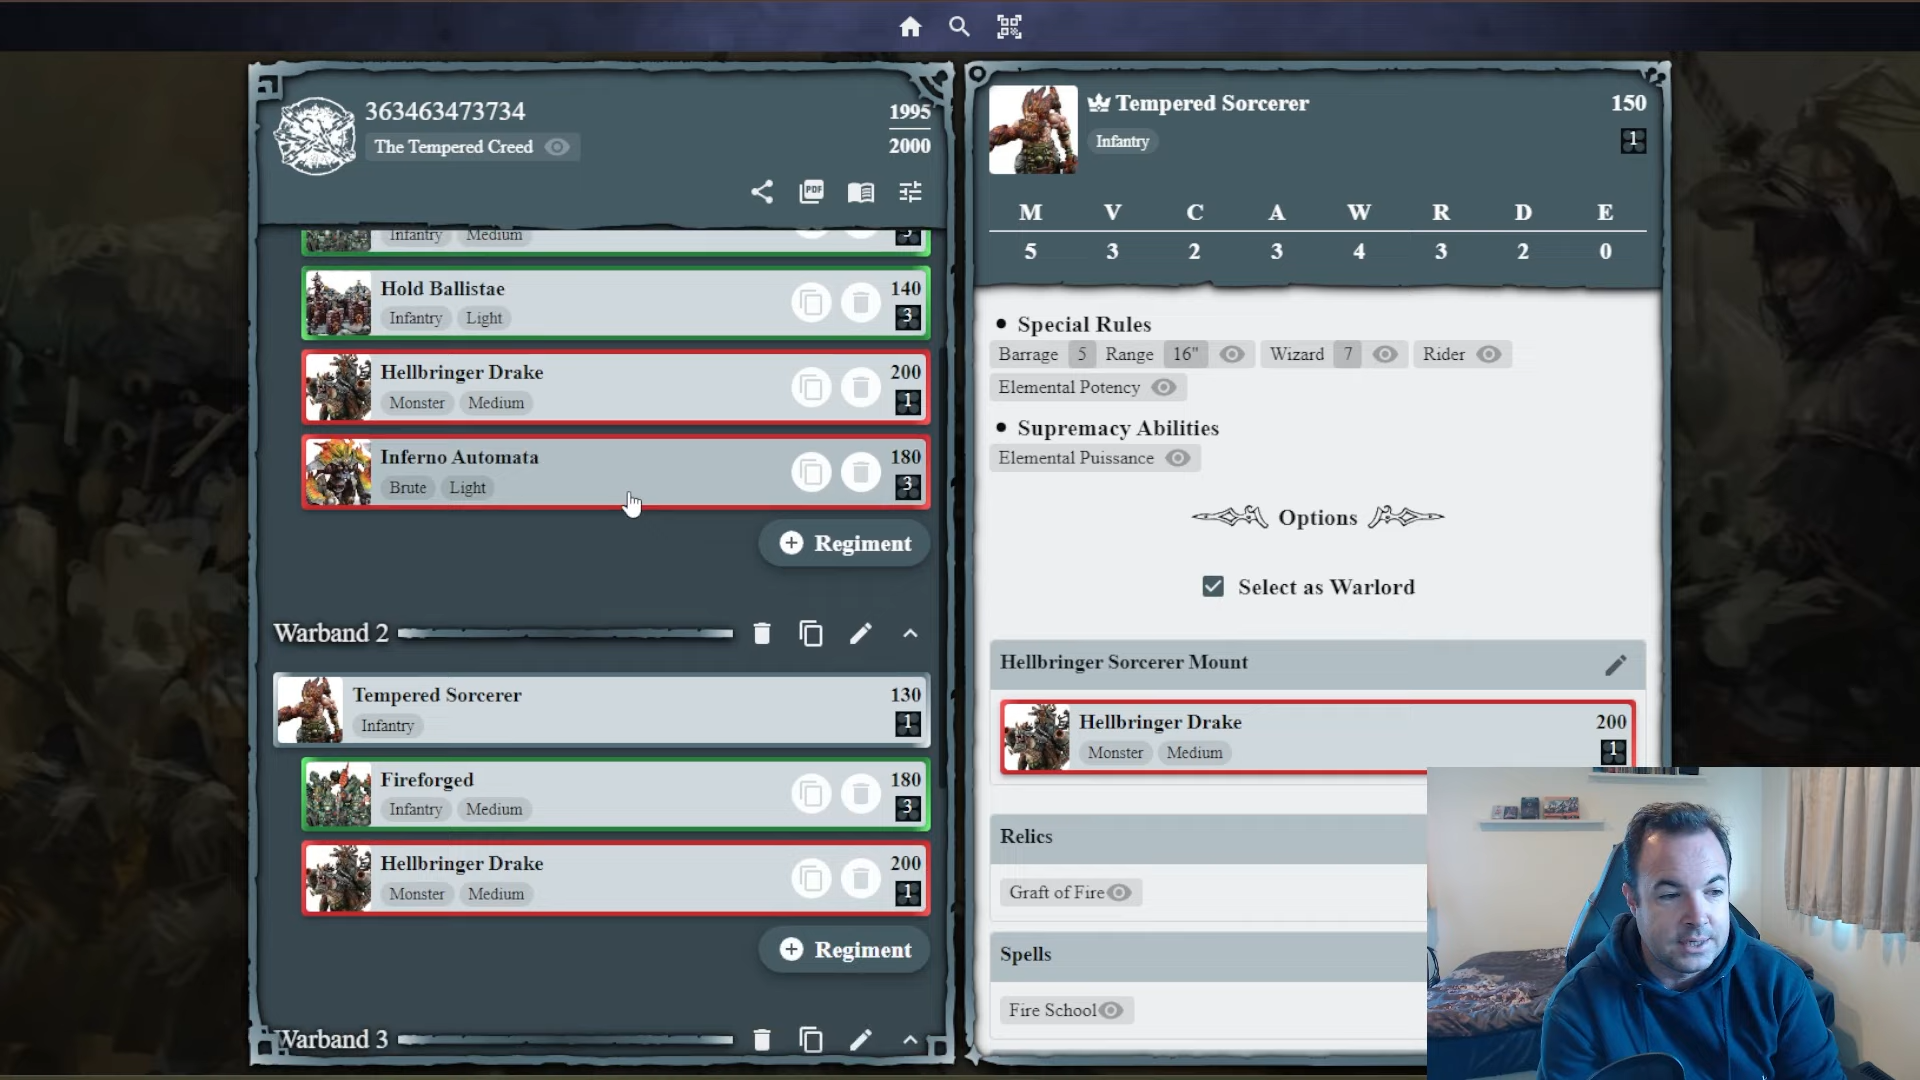 363463473734
1995
The Tempered Creed
2000
PDF
Infantry Medium
3
Hold Ballistae 140
Infantry Light 3
Hellbringer Drake 200
Monster Medium 1
Inferno Automata 180
Brute Light 3
Regiment
Warband 2
Tempered Sorcerer 130
Infantry 1
Fireforged 180
Infantry Medium 3
Hellbringer Drake 200
Monster Medium 1
Regiment
Warband 3
Tempered Sorcerer 150
Infantry 1
M V C A W R D E
5 3 2 3 4 3 2 0
Special Rules
Barrage 5 Range 16" Wizard 7 Rider
Elemental Potency
Supremacy Abilities
Elemental Puissance
Options
Select as Warlord
Hellbringer Sorcerer Mount
Hellbringer Drake 200
Monster Medium 1
Relics
Graft of Fire
Spells
Fire School